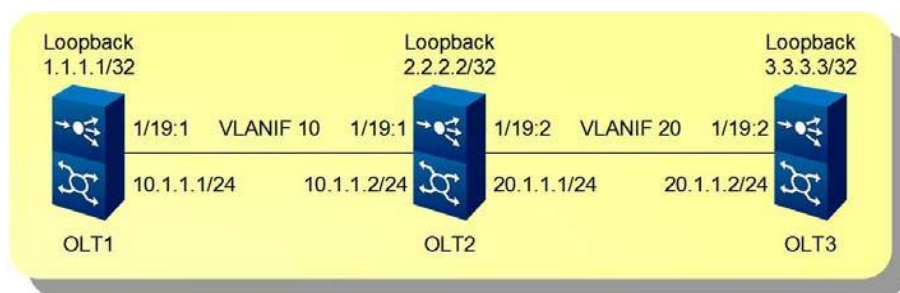 Loopback
1.1.1.1/32
Loopback
2.2.2.2/32
Loopback
3.3.3.3/32
1/19:1 VLANIF 10 1/19:1 1/19:2 VLANIF 20 1/19:2
10.1.1.1/24 10.1.1.2/24 20.1.1.1/24 20.1.1.2/24
OLT1 OLT2 OLT3